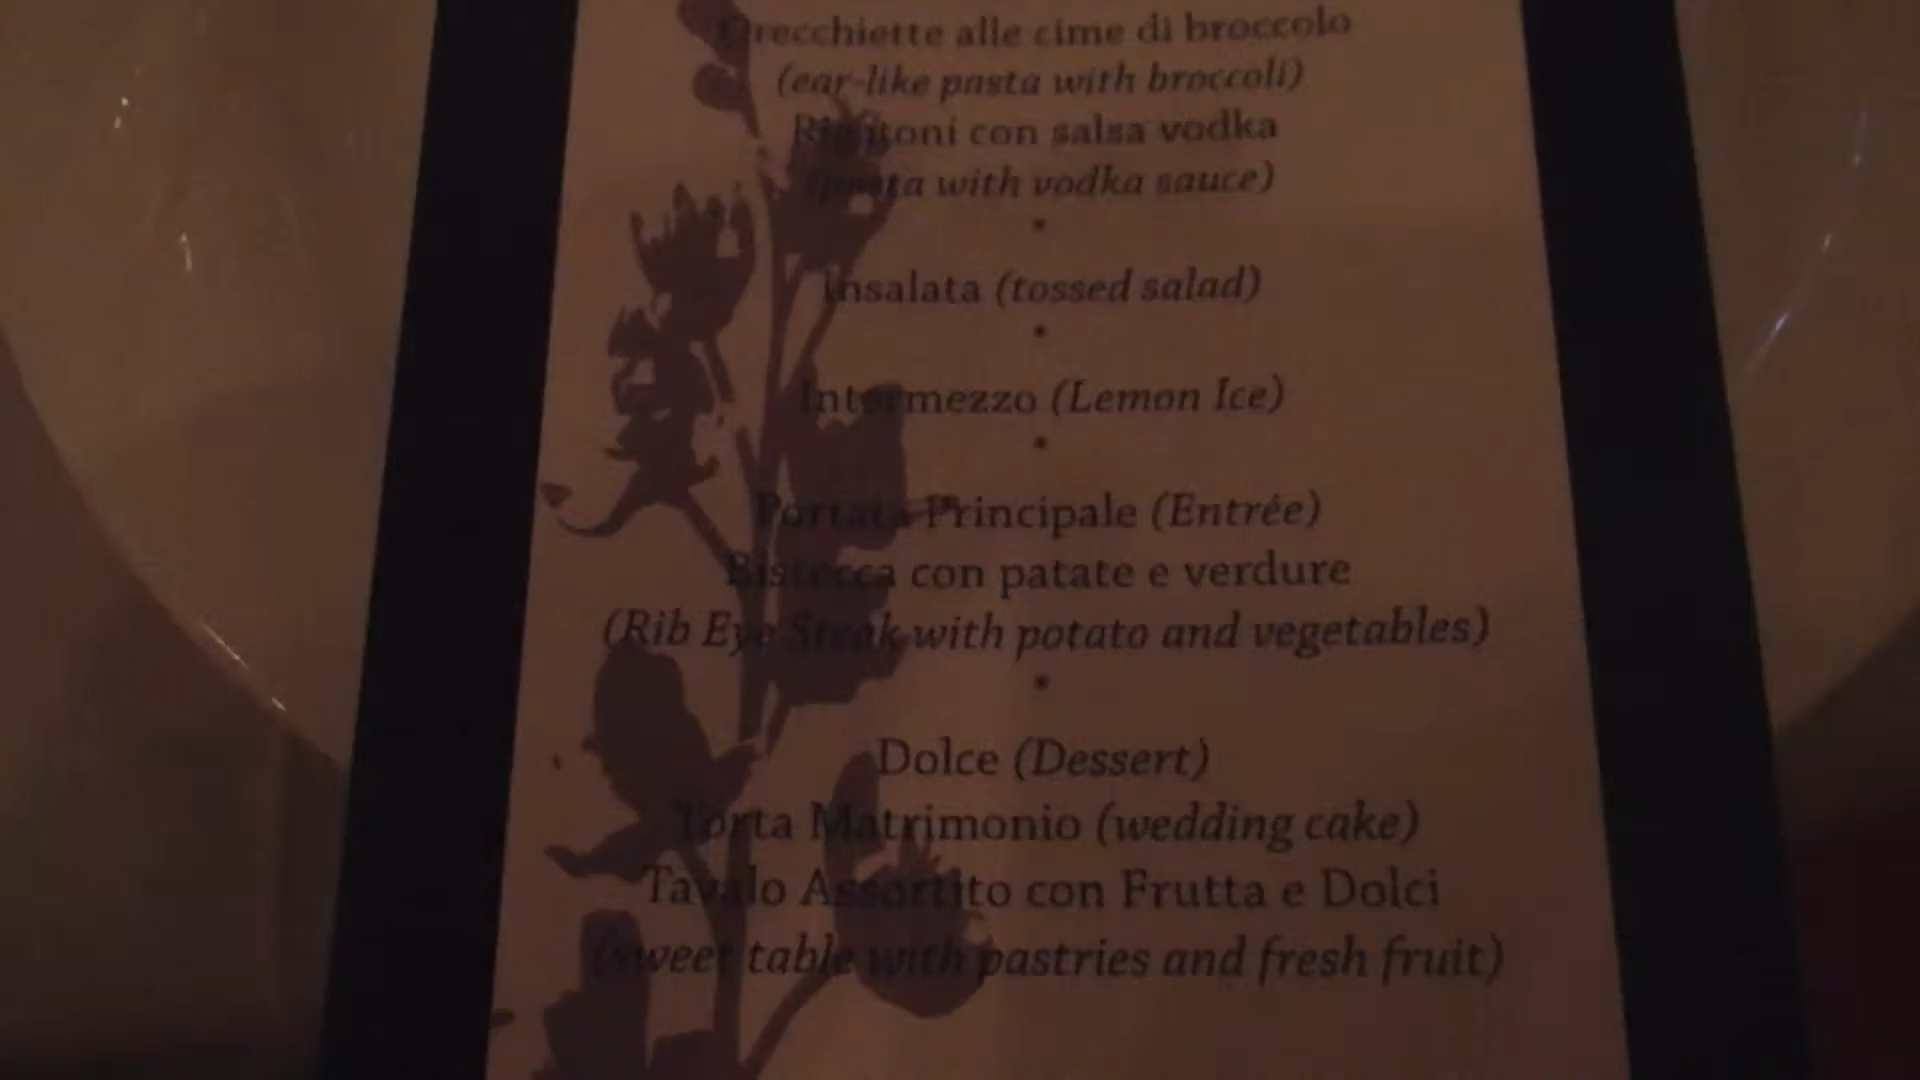 Orecchiette alle cime di broccolo
(ear-like pasta with broccoli)
Rigatoni con salsa vodka
(pasta with vodka sauce)
*
Insalata (tossed salad)
*
Intermezzo (Lemon Ice)
*
Portata Principale (Entrée)
Bistecca con patate e verdure
(Rib Eye Steak with potato and vegetables)
*
Dolce (Dessert)
Torta Matrimonio (wedding cake)
Tavalo Assortito con Frutta e Dolci
(sweet table with pastries and fresh fruit)